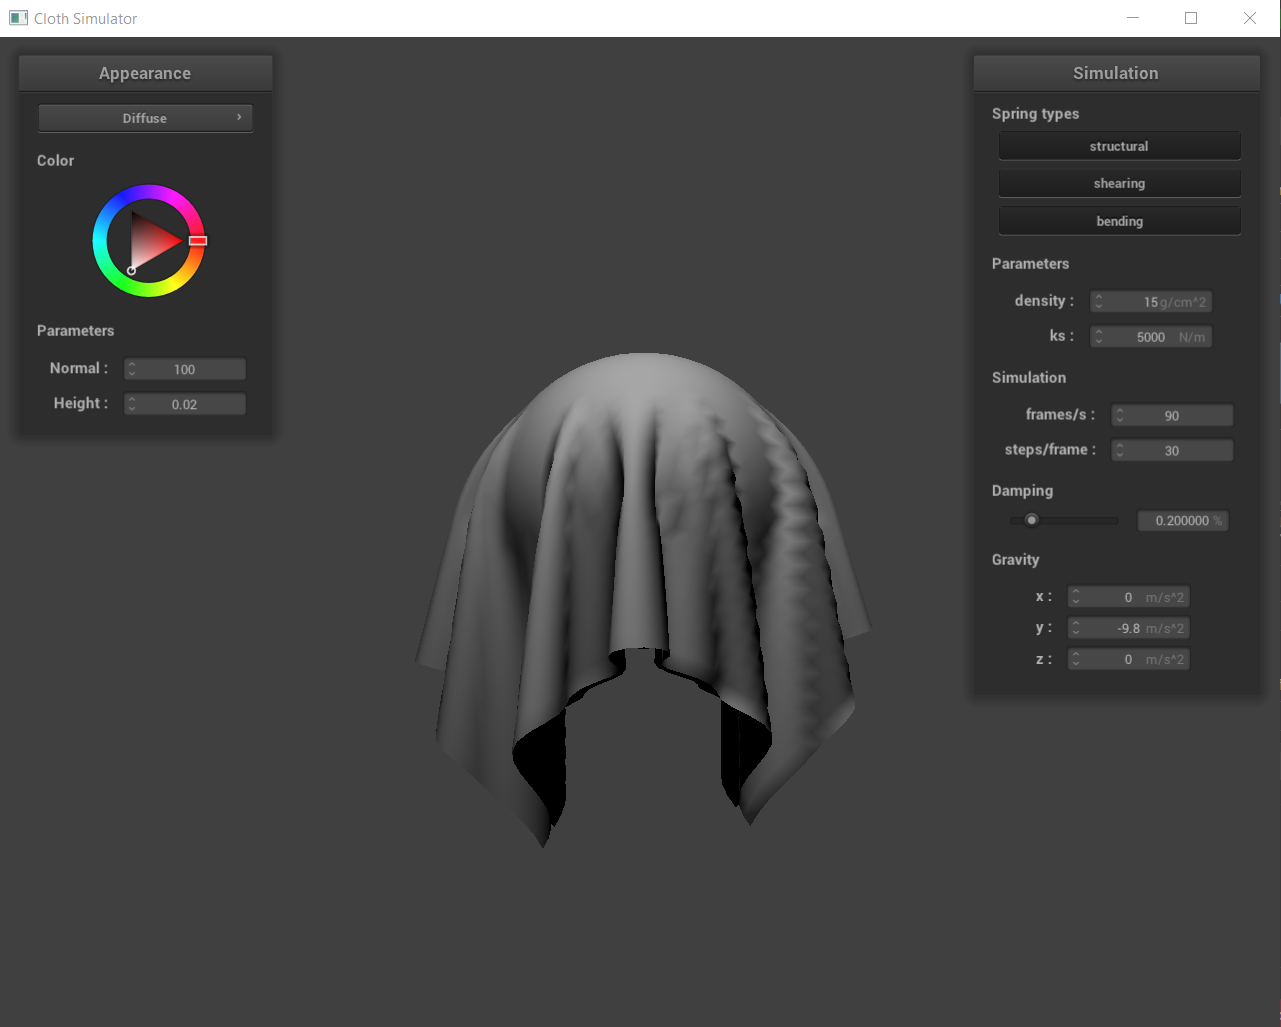 Cloth Simulator
Appearance
Diffuse
Color
Parameters
Normal : 100
Height : 0.02
Simulation
Spring types
structural
shearing
bending
Parameters
density : 15 g/cm^2
ks : 5000 N/m
Simulation
frames/s : 90
steps/frame : 30
Damping
0.200000 %
Gravity
x : 0 m/s^2
y : -9.8 m/s^2
z : 0 m/s^2